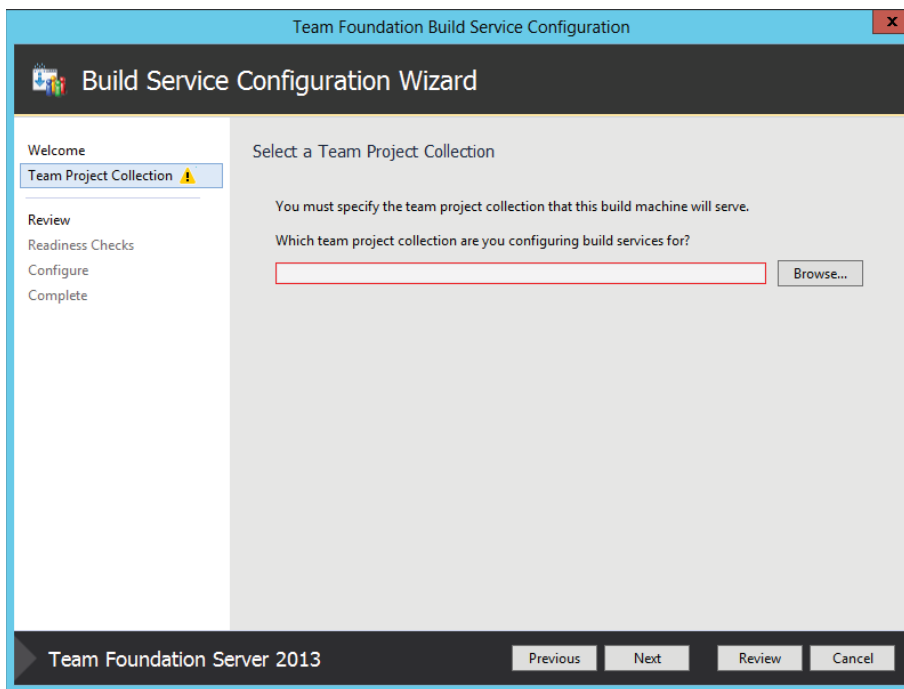 Team Foundation Build Service Configuration
x
Build Service Configuration Wizard
Welcome
Team Project Collection
Review
Readiness Checks
Configure
Complete
Select a Team Project Collection
You must specify the team project collection that this build machine will serve.
Which team project collection are you configuring build services for?
Browse...
Team Foundation Server 2013
Previous
Next
Review
Cancel